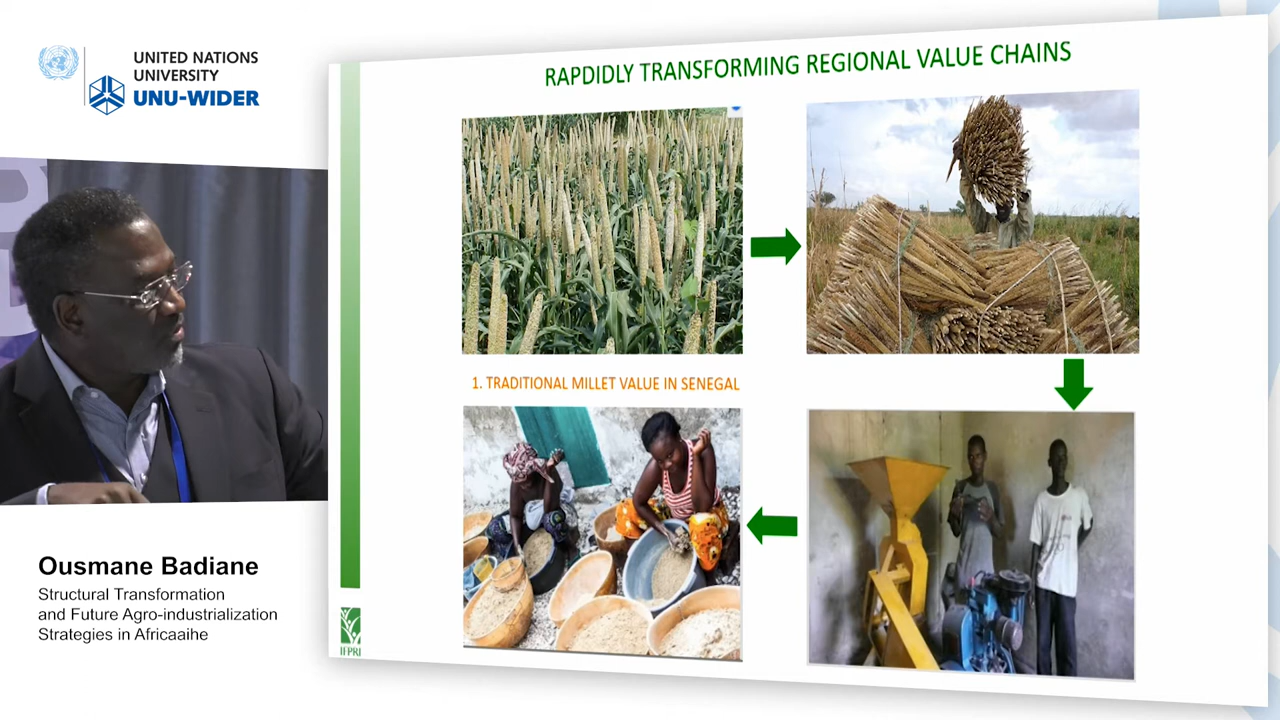 UNITED NATIONS
UNIVERSITY
UNU-WIDER
Ousmane Badiane
Structural Transformation
and Future Agro-industrialization
Strategies in Africaaihe
RAPDIDLY TRANSFORMING REGIONAL VALUE CHAINS
1. TRADITIONAL MILLET VALUE IN SENEGAL
IFPRI